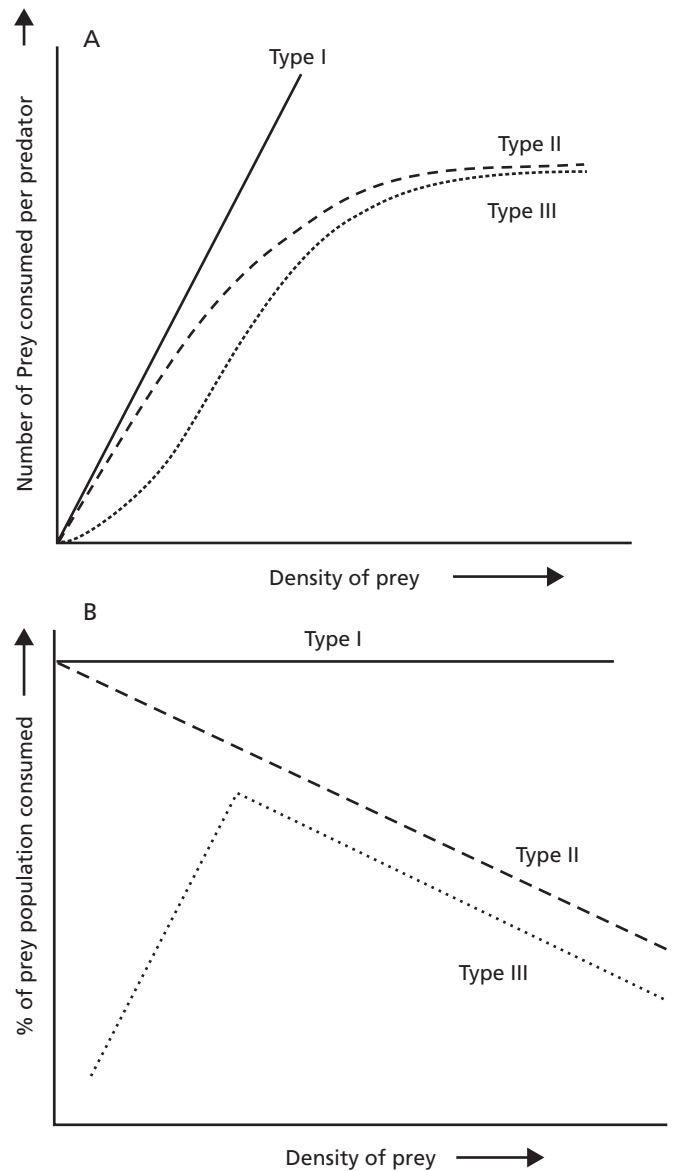 A
Type I
Type II
Type III
Number of Prey consumed per predator
Density of prey
B
Type I
Type II
Type III
% of prey population consumed
Density of prey